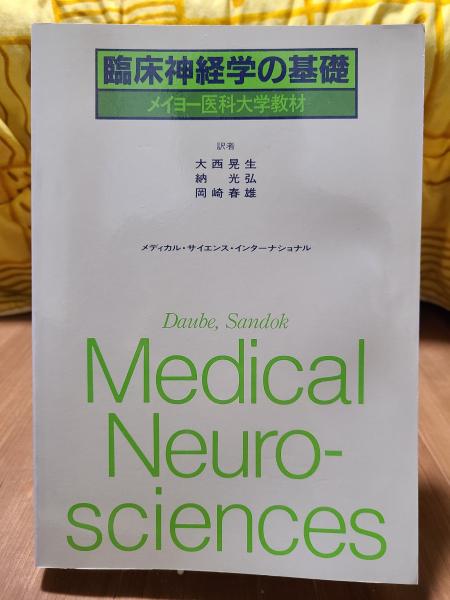 臨床神経学の基礎
メイヨー医科大学教材
訳者
大西晃生
納 光弘
岡崎春雄
メディカル・サイエンス・インターナショナル
Daube, Sandok
Medical
Neuro-
sciences